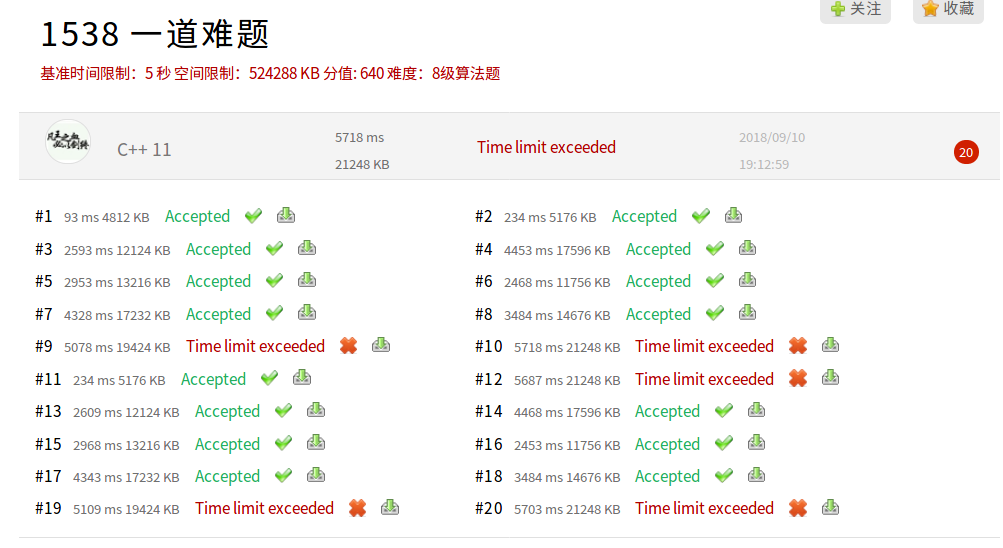 关注 收藏
1538 一道难题
基准时间限制：5 秒 空间限制：524288 KB 分值: 640 难度：8级算法题
C++ 11 5718 ms 21248 KB Time limit exceeded 2018/09/10 19:12:59 20
#1 93 ms 4812 KB Accepted #2 234 ms 5176 KB Accepted
#3 2593 ms 12124 KB Accepted #4 4453 ms 17596 KB Accepted
#5 2953 ms 13216 KB Accepted #6 2468 ms 11756 KB Accepted
#7 4328 ms 17232 KB Accepted #8 3484 ms 14676 KB Accepted
#9 5078 ms 19424 KB Time limit exceeded #10 5718 ms 21248 KB Time limit exceeded
#11 234 ms 5176 KB Accepted #12 5687 ms 21248 KB Time limit exceeded
#13 2609 ms 12124 KB Accepted #14 4468 ms 17596 KB Accepted
#15 2968 ms 13216 KB Accepted #16 2453 ms 11756 KB Accepted
#17 4343 ms 17232 KB Accepted #18 3484 ms 14676 KB Accepted
#19 5109 ms 19424 KB Time limit exceeded #20 5703 ms 21248 KB Time limit exceeded